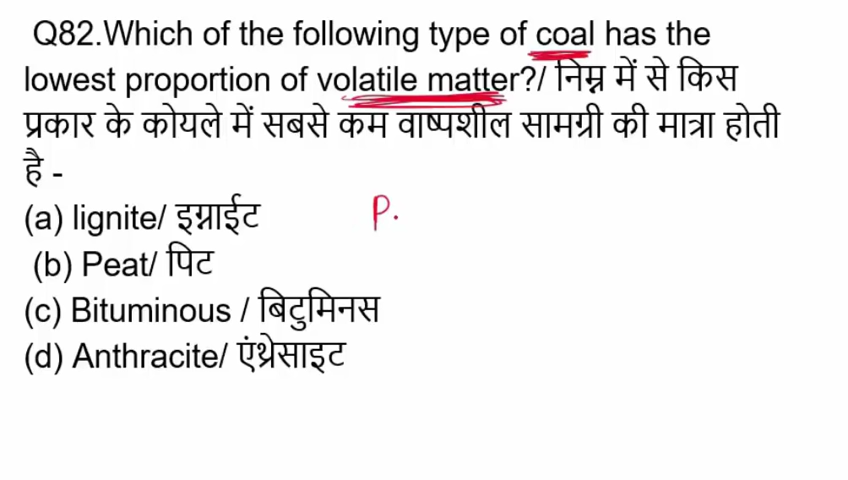 Q82.Which of the following type of coal has the
lowest proportion of volatile matter?/ निम्न में से किस
प्रकार के कोयले में सबसे कम वाष्पशील सामग्री की मात्रा होती
है -
(a) lignite/ इग्नाईट
P.
(b) Peat/ पिट
(c) Bituminous / बिटुमिनस
(d) Anthracite/ एंथ्रेसाइट